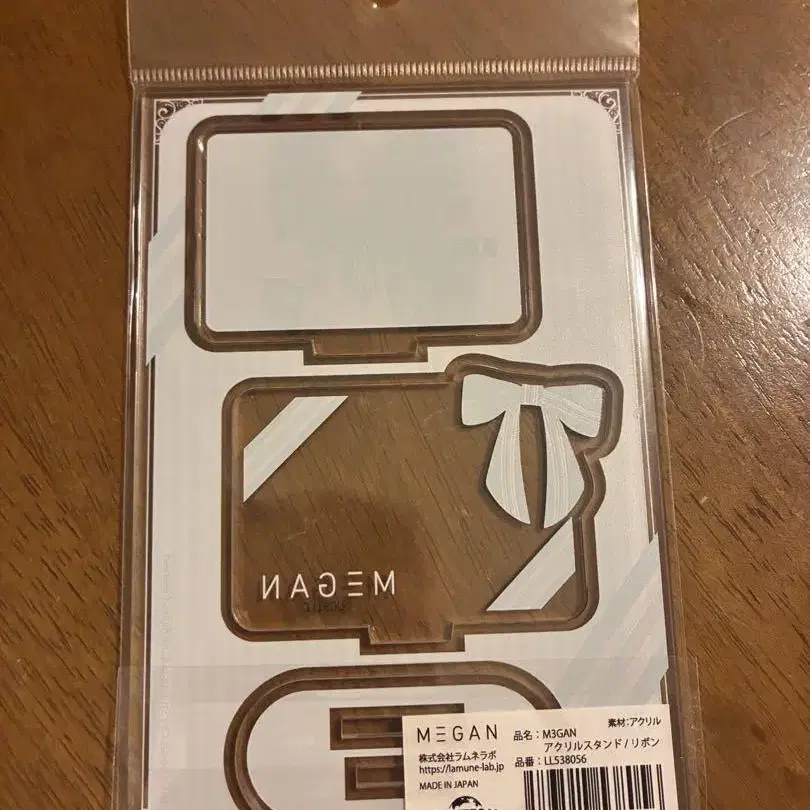 MEGAN
MEGAN
素材:アクリル
品名:M3GAN
アクリルスタンド/リボン
株式会社ラムネラボ
https://lamune-lab.jp
品番:LL538056
MADE IN JAPAN